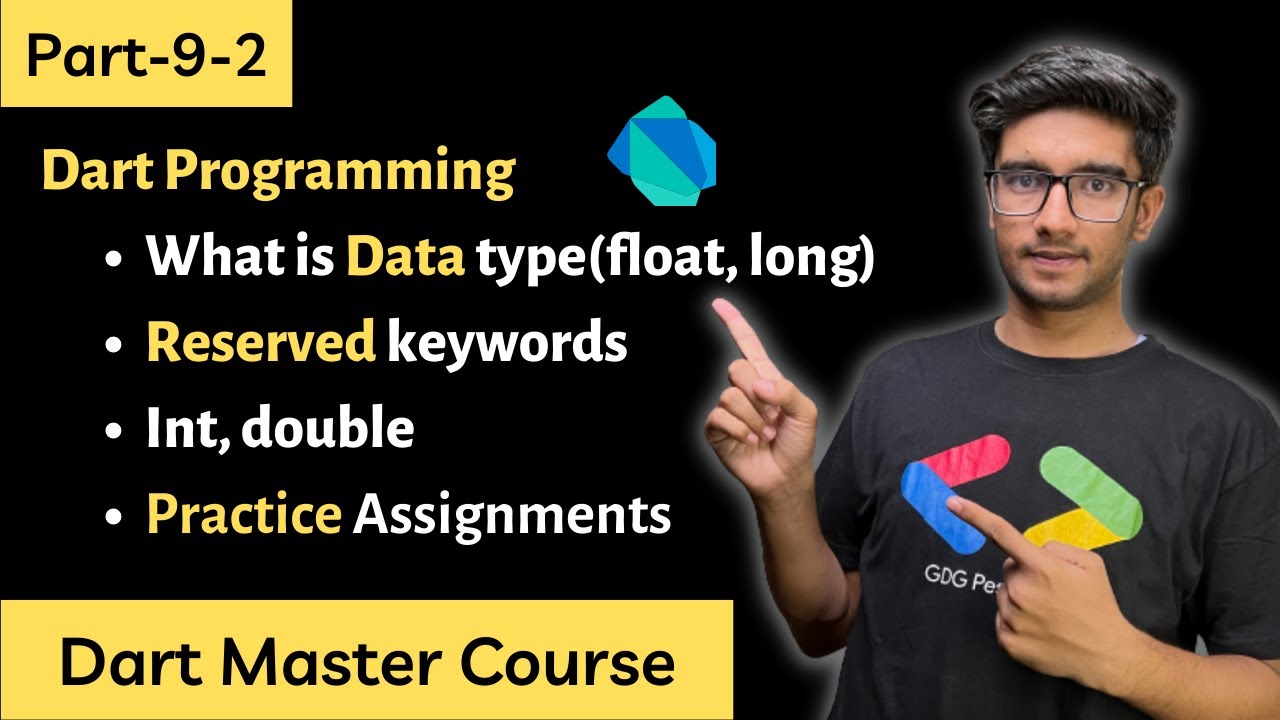 Part-9-2
Dart Programming
• What is Data type(float, long)
• Reserved keywords
• Int, double
• Practice Assignments
GDG
Dart Master Course